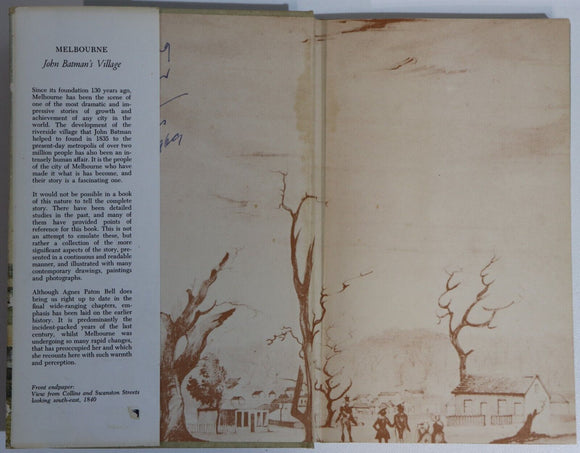 MELBOURNE
John Batman's Village
Since its foundation 130 years ago,
Melbourne has been the scene of
one of the most dramatic and im-
pressive stories of growth and
achievement of any city in the
world. The development of the
riverside village that John Batman
helped to found in 1835 to the
present-day metropolis of over two
million people has also been an in-
tensely human affair. It is the people
of the city of Melbourne who have
made it what is has become, and
their story is a fascinating one.
It would not be possible in a book
of this nature to tell the complete
story. There have been detailed
studies in the past, and many of
them have provided points of
reference for this book. This is not
an attempt to emulate these, but
rather a collection of the more
significant aspects of the story, pre-
sented in a continuous and readable
manner, and illustrated with many
contemporary drawings, paintings
and photographs.
Although Agnes Paton Bell does
bring us right up to date in the
final wide-ranging chapters, em-
phasis has been laid on the earlier
history. It is predominantly the
incident-packed years of the last
century, whilst Melbourne was
undergoing so many rapid changes,
that has preoccupied her and which
she recounts here with such warmth
and perception.
Front endpaper:
View from Collins and Swanston Streets
looking south-east, 1840